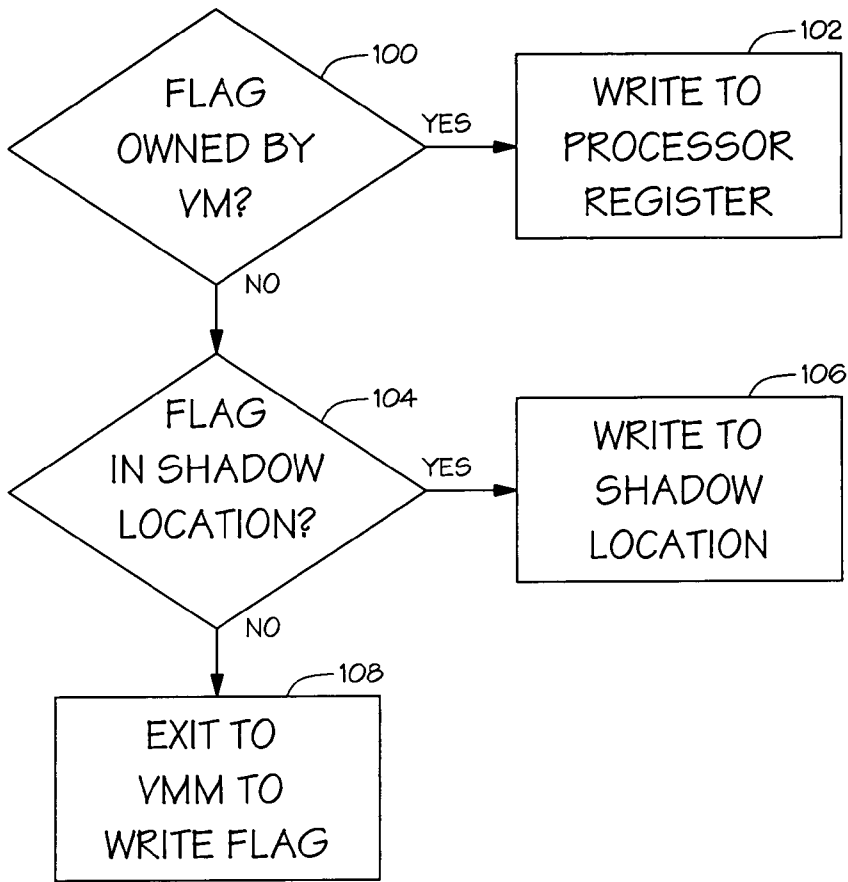 100
FLAG
OWNED BY
VM?
YES
102
WRITE TO
PROCESSOR
REGISTER
NO
104
FLAG
IN SHADOW
LOCATION?
YES
106
WRITE TO
SHADOW
LOCATION
NO
108
EXIT TO
VMM TO
WRITE FLAG